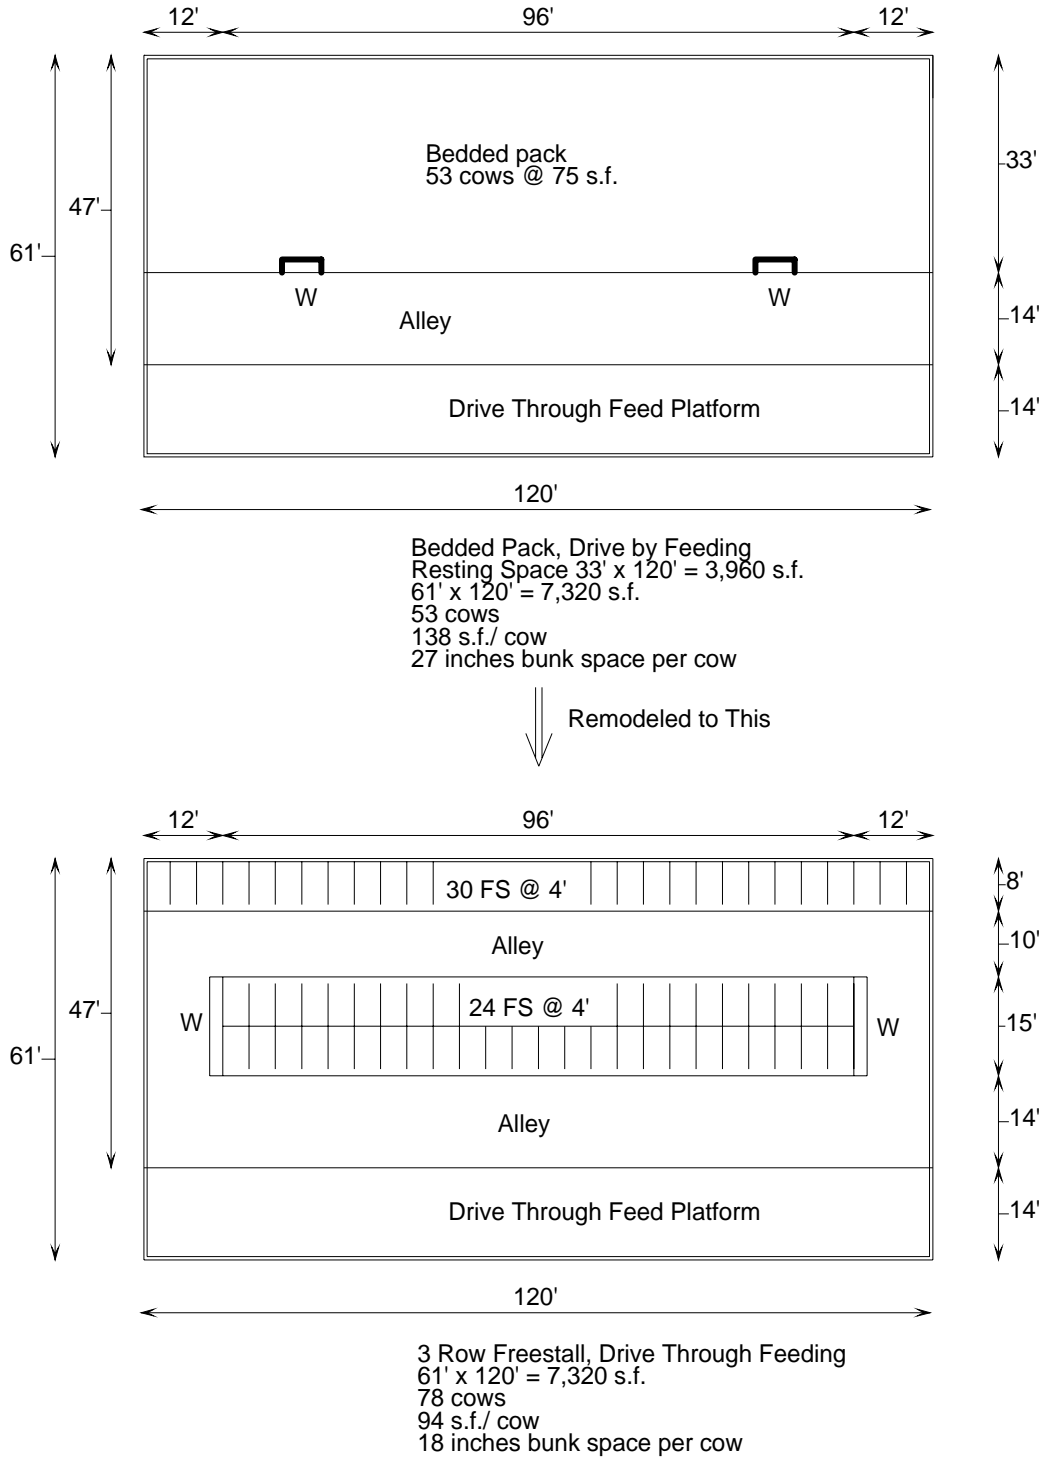 12' 96' 12'
33'
Bedded pack
53 cows @ 75 s.f.
47'
61'
W W
14'
Alley
Drive Through Feed Platform
14'
120'
Bedded Pack, Drive by Feeding
Resting Space 33' x 120' = 3,960 s.f.
61' x 120' = 7,320 s.f.
53 cows
138 s.f./ cow
27 inches bunk space per cow
Remodeled to This
12' 96' 12'
30 FS @ 4'
8'
Alley
10'
24 FS @ 4'
47'
W W
15'
61'
Alley
14'
Drive Through Feed Platform
14'
120'
3 Row Freestall, Drive Through Feeding
61' x 120' = 7,320 s.f.
78 cows
94 s.f./ cow
18 inches bunk space per cow